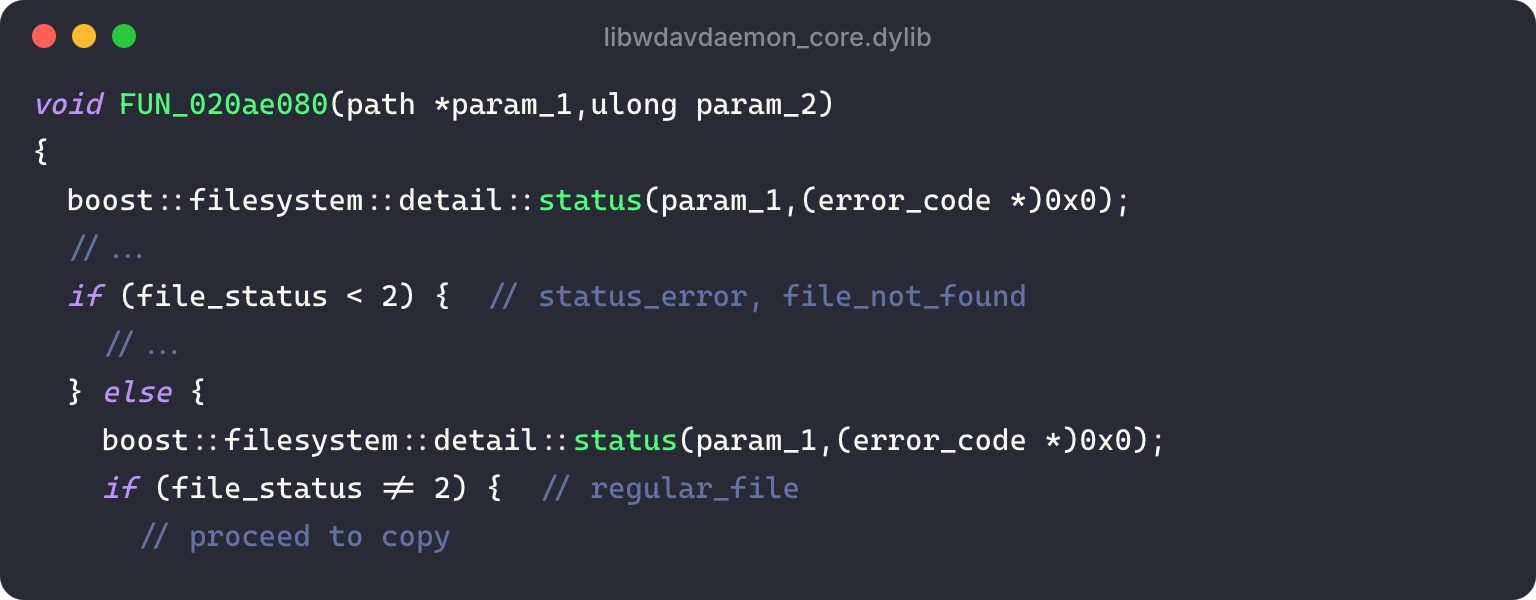 libwdavdaemon_core.dylib
void FUN_020ae080(path *param_1,ulong param_2)
{
  boost::filesystem::detail::status(param_1,(error_code *)0x0);
  // ...
  if (file_status < 2) {  // status_error, file_not_found
    // ...
  } else {
    boost::filesystem::detail::status(param_1,(error_code *)0x0);
    if (file_status != 2) {  // regular_file
      // proceed to copy